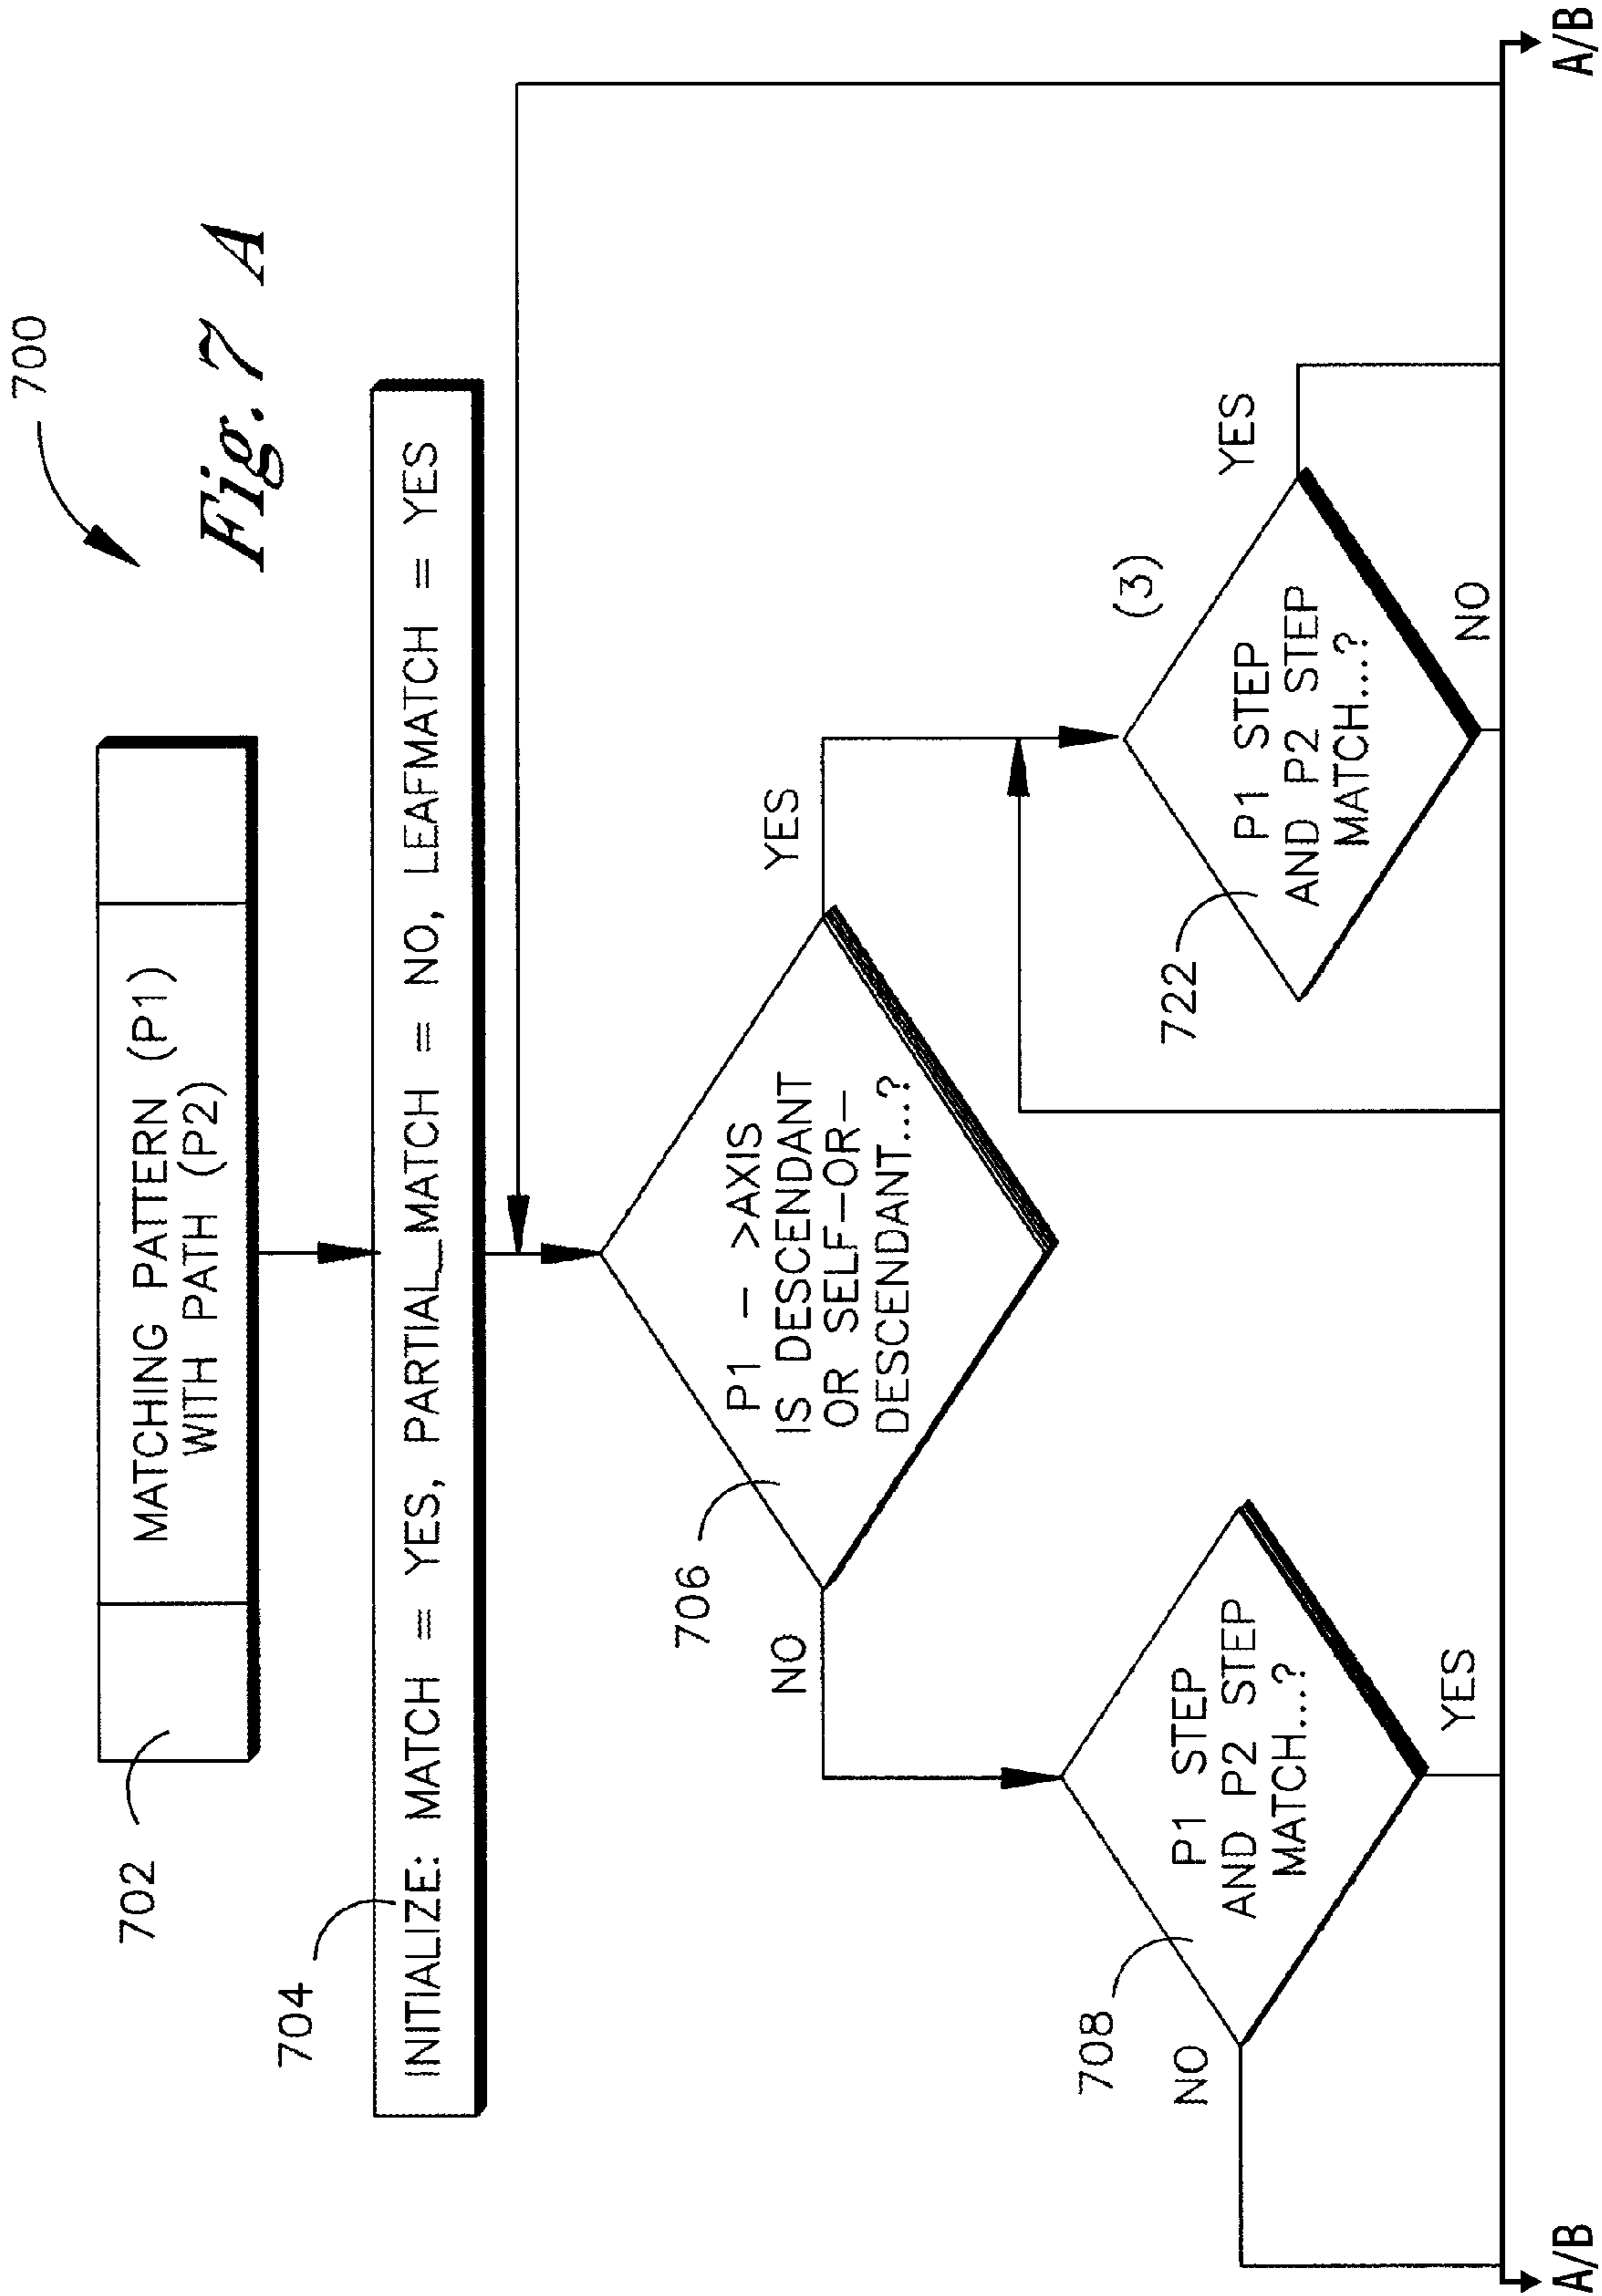 700
Fig. 7 A
702
MATCHING PATTERN (P1)
WITH PATH (P2)
704
INITIALIZE: MATCH = YES, PARTIAL_MATCH = NO, LEAFMATCH = YES
706
P1 - >AXIS
IS DESCENDANT
OR SELF-OR-
DESCENDANT...?
NO
YES
708
P1 STEP
AND P2 STEP
MATCH...?
NO
YES
722
(3)
P1 STEP
AND P2 STEP
MATCH...?
YES
NO
A/B
A/B